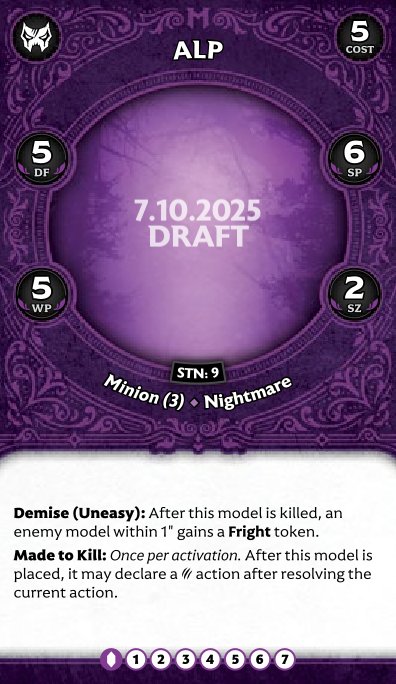 ALP
5
COST
5
DF
6
SP
7.10.2025
DRAFT
5
WP
2
SZ
STN: 9
Minion (3) ◆ Nightmare
Demise (Uneasy): After this model is killed, an
enemy model within 1" gains a Fright token.
Made to Kill: Once per activation. After this model is
placed, it may declare a action after resolving the
current action.
1 2 3 4 5 6 7